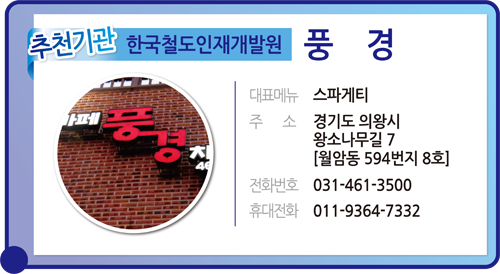 추천기관 한국철도인재개발원 풍 경
대표메뉴 스파게티
주 소 경기도 의왕시
왕소나무길 7
[월암동 594번지 8호]
전화번호 031-461-3500
휴대전화 011-9364-7332
카페 풍경